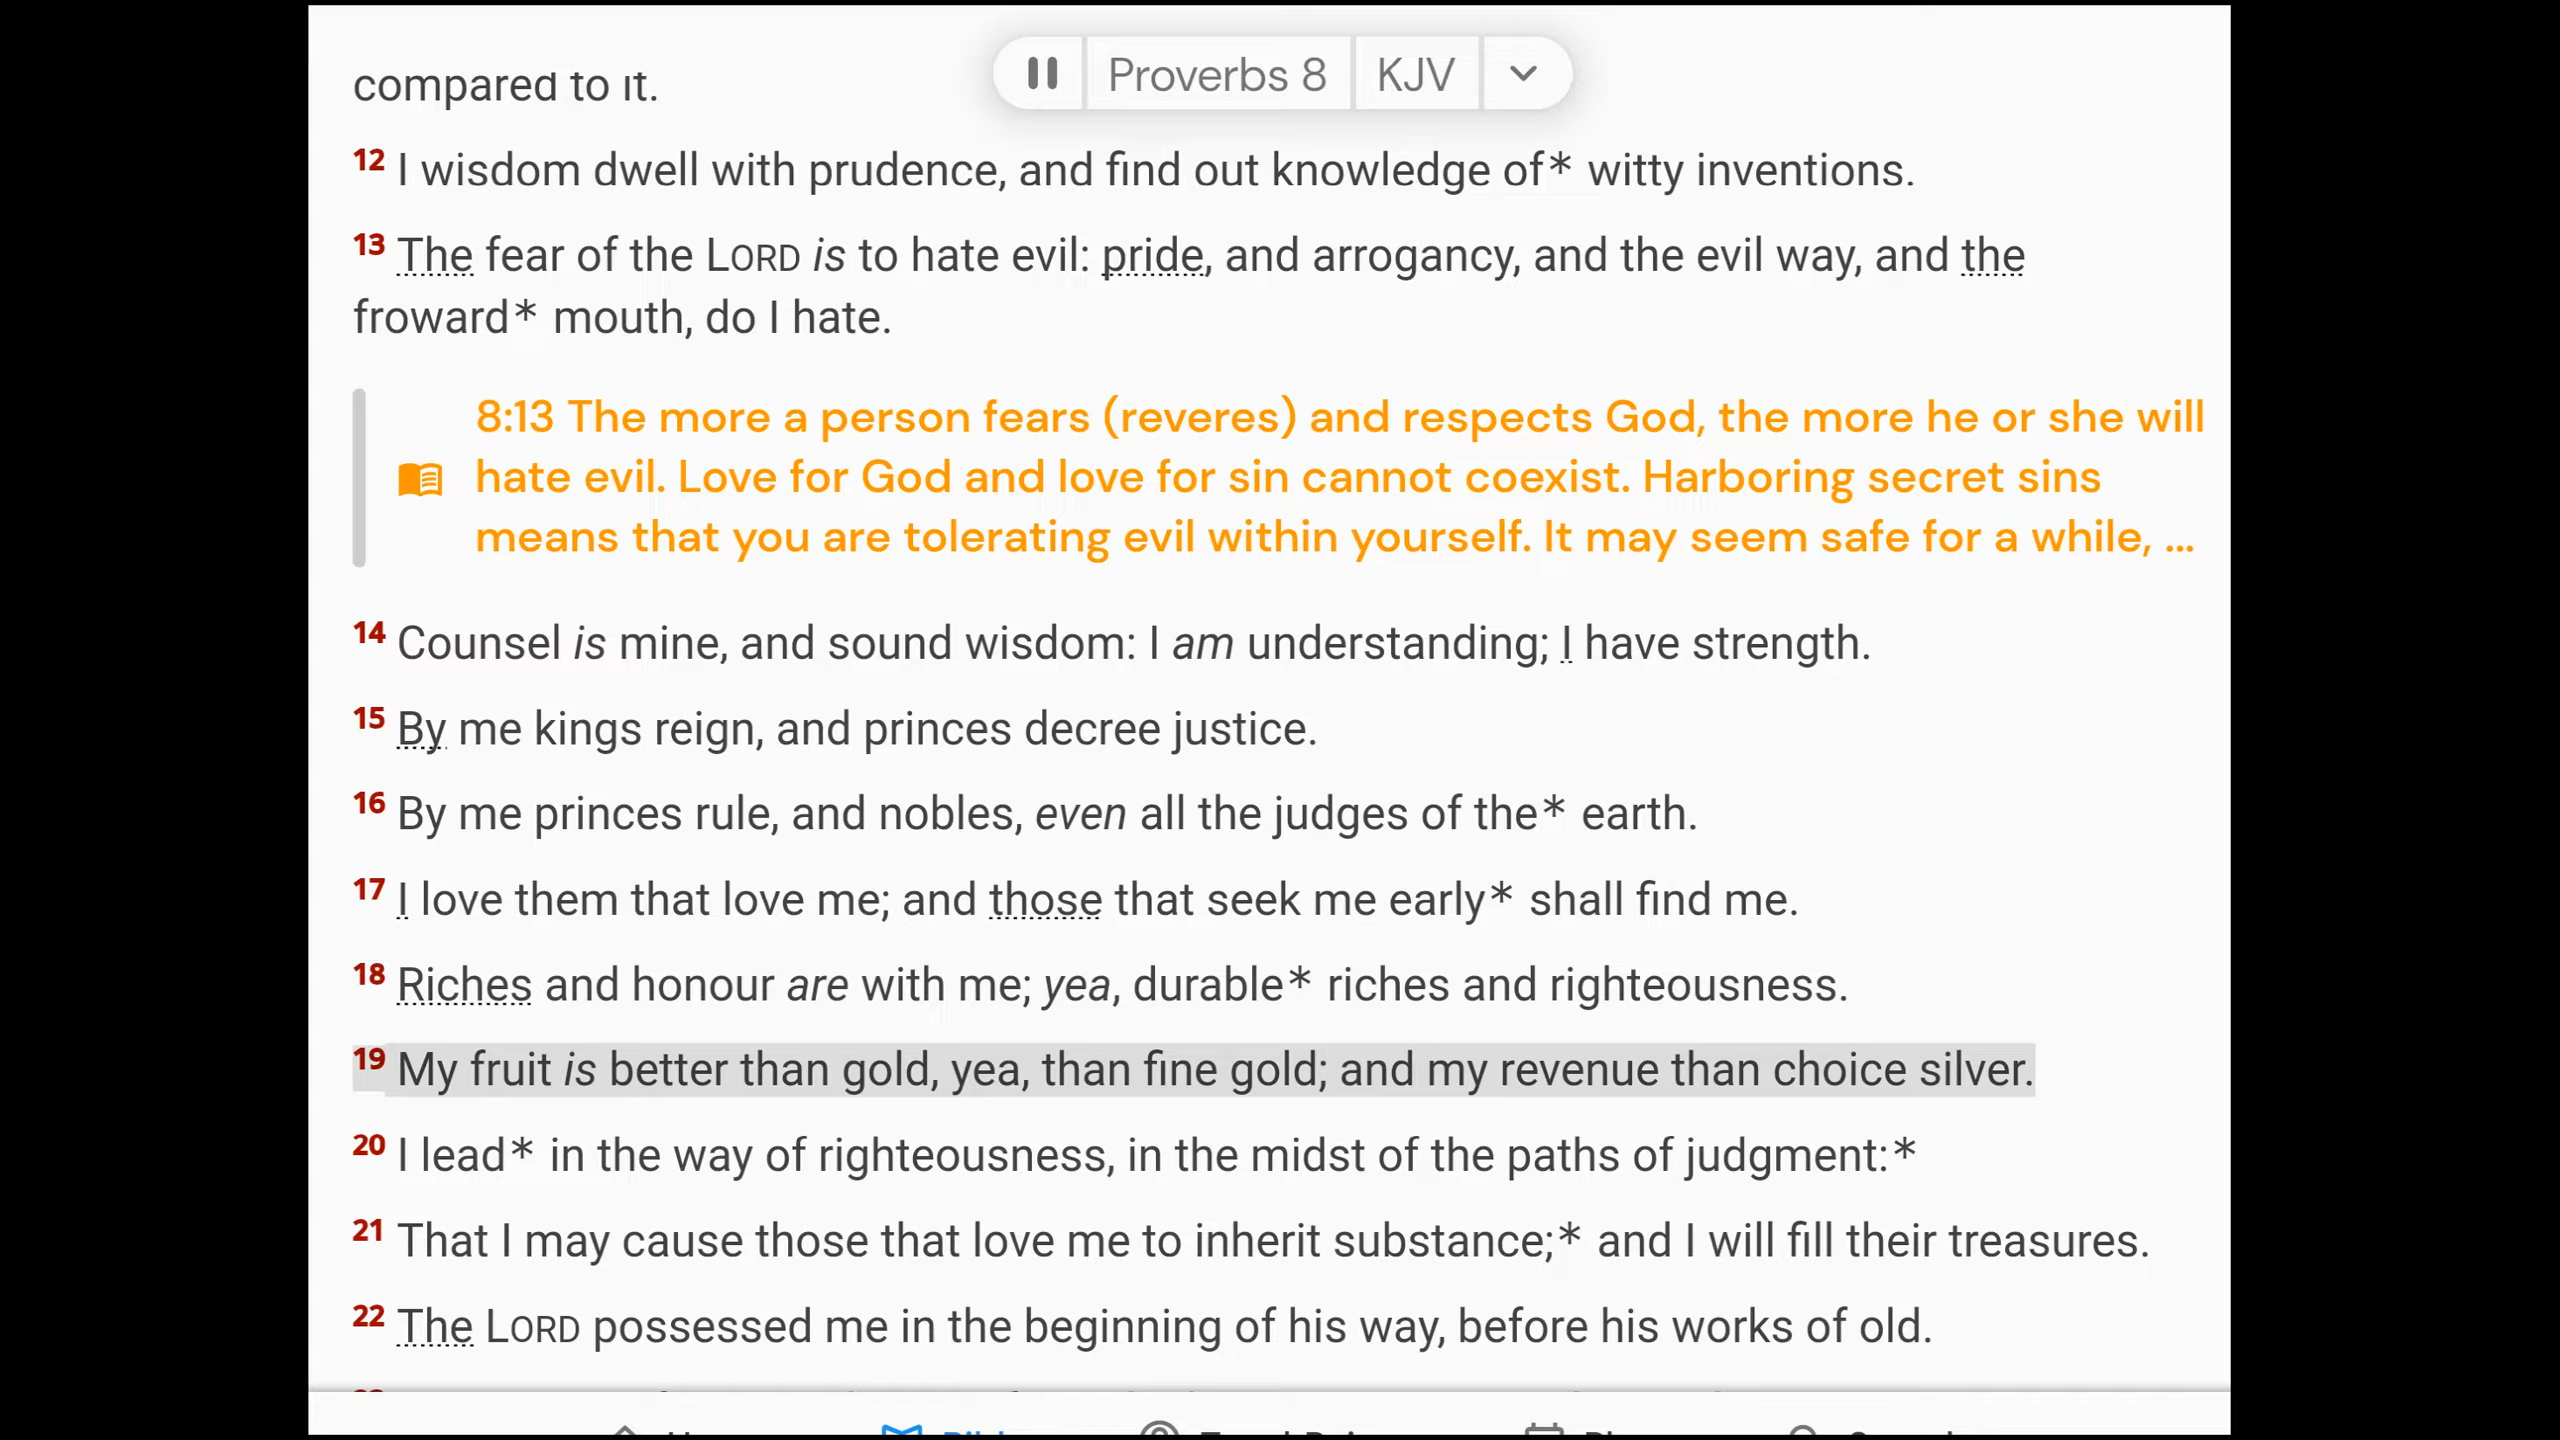 compared to it.
Proverbs 8 KJV
12 I wisdom dwell with prudence, and find out knowledge of* witty inventions.
13 The fear of the LORD is to hate evil: pride, and arrogancy, and the evil way, and the
froward* mouth, do I hate.
8:13 The more a person fears (reveres) and respects God, the more he or she will
hate evil. Love for God and love for sin cannot coexist. Harboring secret sins
means that you are tolerating evil within yourself. It may seem safe for a while, ...
14 Counsel is mine, and sound wisdom: I am understanding; I have strength.
15 By me kings reign, and princes decree justice.
16 By me princes rule, and nobles, even all the judges of the* earth.
17 I love them that love me; and those that seek me early* shall find me.
18 Riches and honour are with me; yea, durable* riches and righteousness.
19 My fruit is better than gold, yea, than fine gold; and my revenue than choice silver.
20 I lead* in the way of righteousness, in the midst of the paths of judgment:*
21 That I may cause those that love me to inherit substance;* and I will fill their treasures.
22 The LORD possessed me in the beginning of his way, before his works of old.